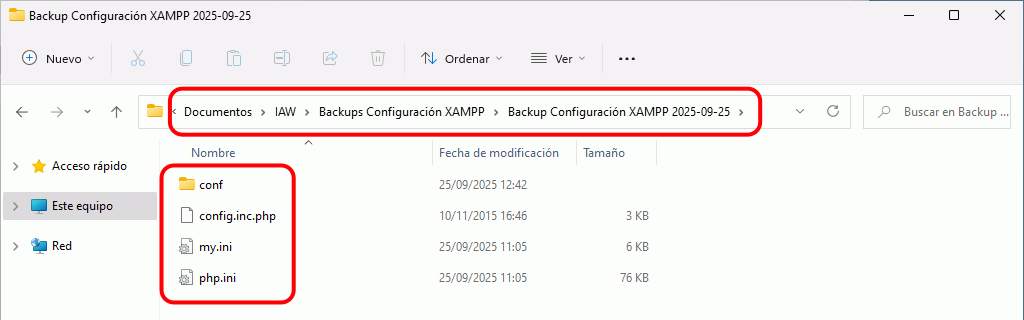 Backup Configuración XAMPP 2025-09-25
Nuevo Ordenar Ver
Documentos IAW Backups Configuración XAMPP Backup Configuración XAMPP 2025-09-25 Buscar en Backup ...
Nombre Fecha de modificación Tamaño
Acceso rápido
conf 25/09/2025 12:42
Este equipo
config.inc.php 10/11/2015 16:46 3 KB
Red
my.ini 25/09/2025 11:05 6 KB
php.ini 25/09/2025 11:05 76 KB